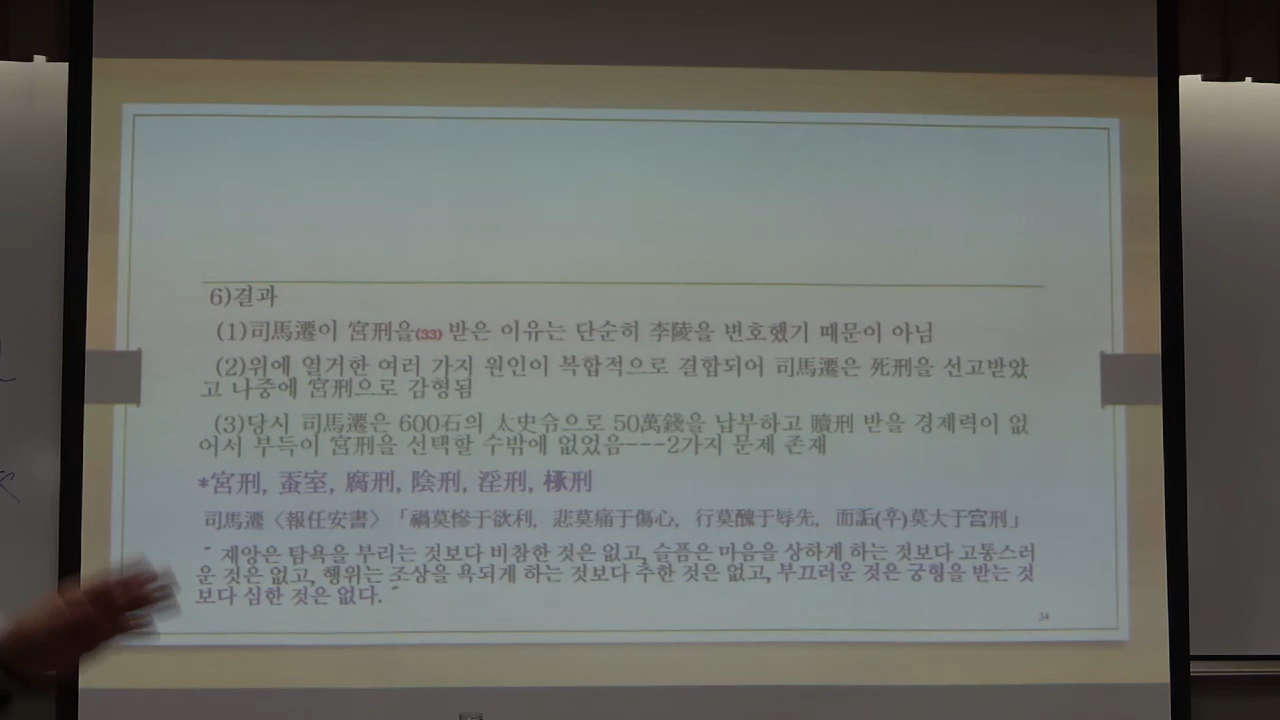 6)결과
(1)司馬遷이 宮刑을(33) 받은 이유는 단순히 李陵을 변호했기 때문이 아님
(2)위에 열거한 여러 가지 원인이 복합적으로 결합되어 司馬遷은 死刑을 선고받았
고 나중에 宮刑으로 감형됨
(3)당시 司馬遷은 600石의 太史令으로 50萬錢을 납부하고 贖刑 받을 경제력이 없
어서 부득이 宮刑을 선택할 수밖에 없었음---2가지 문제 존재
*宮刑, 蚕室, 腐刑, 陰刑, 淫刑, 椓刑
司馬遷〈報任安書〉「禍莫惨于欲利, 悲莫痛于傷心, 行莫醜于辱先, 而詬(후)莫大于宮刑」
" 재앙은 탐욕을 부리는 것보다 비참한 것은 없고, 슬픔은 마음을 상하게 하는 것보다 고통스러
운 것은 없고, 행위는 조상을 욕되게 하는 것보다 추한 것은 없고, 부끄러운 것은 궁형을 받는 것
보다 심한 것은 없다. "
34